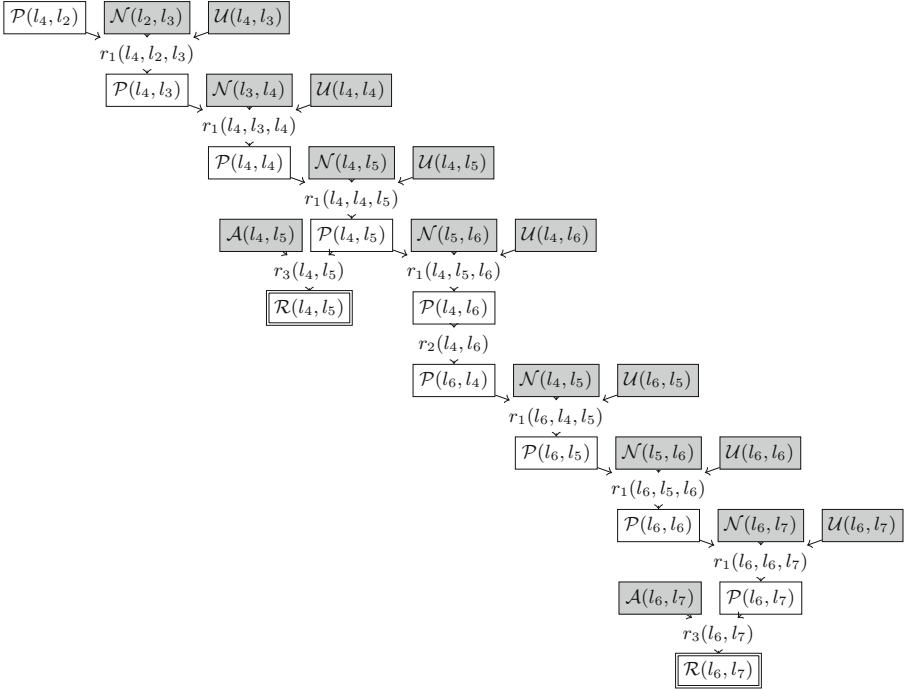 𝒫(l₄, l₂) 𝒩(l₂, l₃) 𝒰(l₄, l₃)
r₁(l₄, l₂, l₃)
𝒫(l₄, l₃) 𝒩(l₃, l₄) 𝒰(l₄, l₄)
r₁(l₄, l₃, l₄)
𝒫(l₄, l₄) 𝒩(l₄, l₅) 𝒰(l₄, l₅)
r₁(l₄, l₄, l₅)
𝒜(l₄, l₅) 𝒫(l₄, l₅) 𝒩(l₅, l₆) 𝒰(l₄, l₆)
r₃(l₄, l₅) r₁(l₄, l₅, l₆)
ℛ(l₄, l₅) 𝒫(l₄, l₆)
r₂(l₄, l₆)
𝒫(l₆, l₄) 𝒩(l₄, l₅) 𝒰(l₆, l₅)
r₁(l₆, l₄, l₅)
𝒫(l₆, l₅) 𝒩(l₅, l₆) 𝒰(l₆, l₆)
r₁(l₆, l₅, l₆)
𝒫(l₆, l₆) 𝒩(l₆, l₇) 𝒰(l₆, l₇)
r₁(l₆, l₆, l₇)
𝒜(l₆, l₇) 𝒫(l₆, l₇)
r₃(l₆, l₇)
ℛ(l₆, l₇)